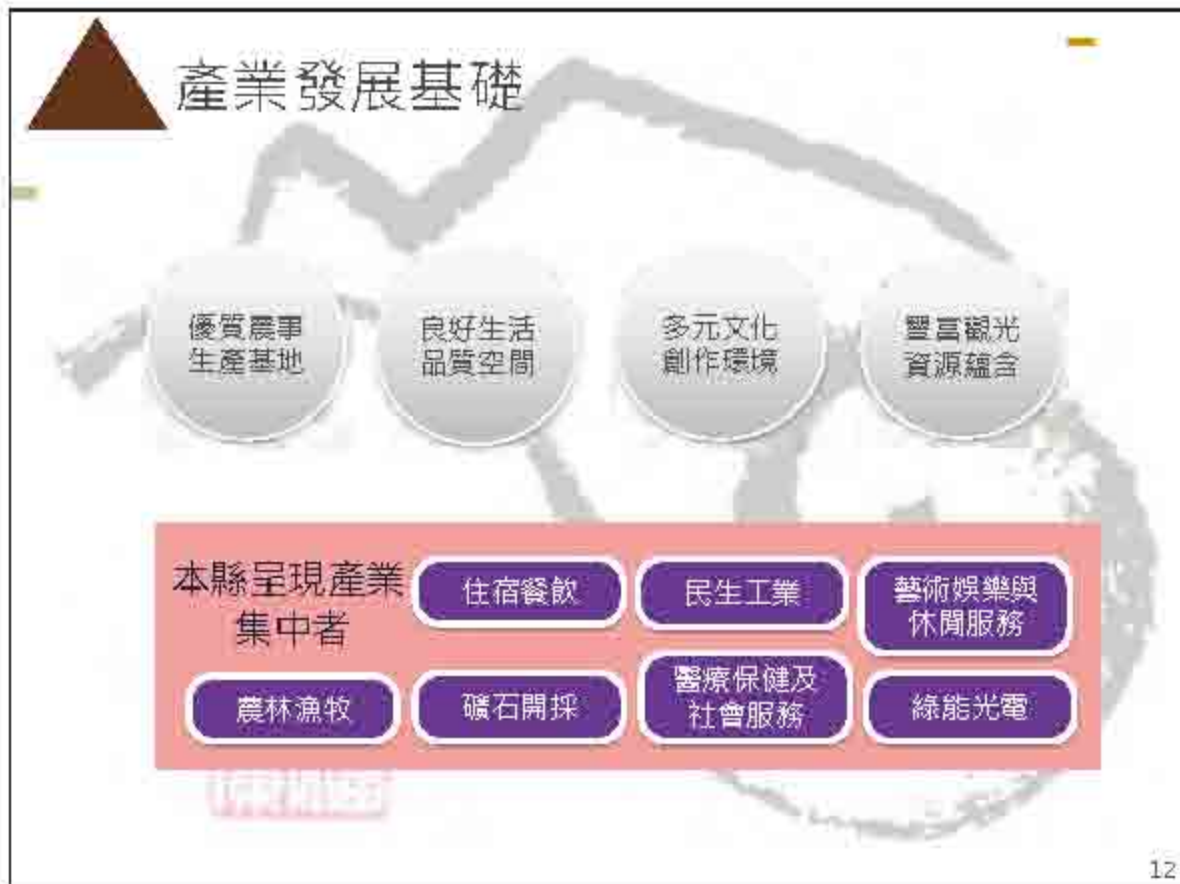 產業發展基礎
優質農事
生產基地
良好生活
品質空間
多元文化
創作環境
豐富觀光
資源蘊含
本縣呈現產業
集中者
住宿餐飲
民生工業
藝術娛樂與
休閒服務
農林漁牧
礦石開採
醫療保健及
社會服務
綠能光電
12